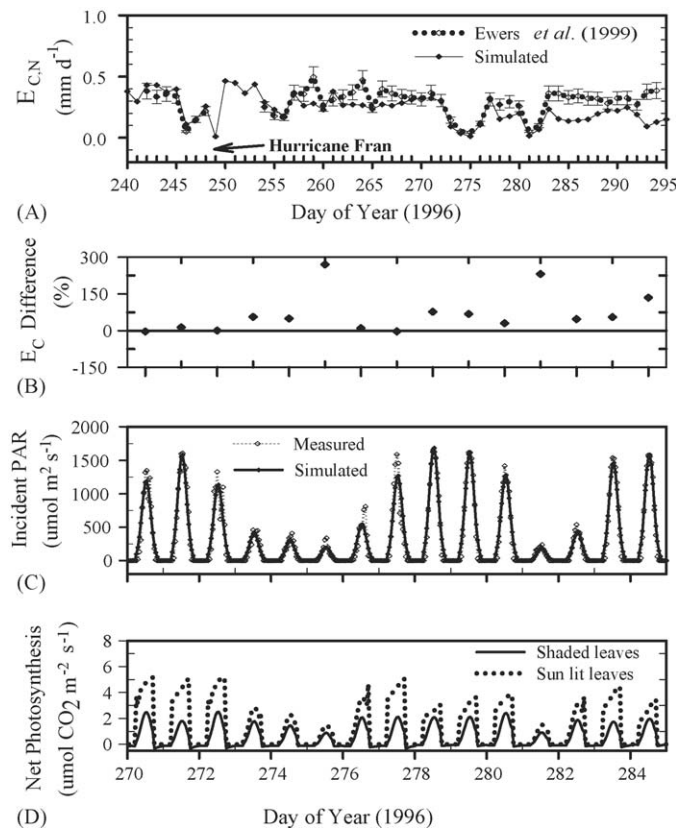 1.0
Ewers et al. (1999)
Simulated
E_C,N
(mm d-1)
0.5
0.0
Hurricane Fran
240 245 250 255 260 265 270 275 280 285 290 295
(A)
Day of Year (1996)
300
150
0
-150
E_C Difference
(%)
(B)
2000
1500
1000
500
0
Measured
Simulated
Incident PAR
(umol m2 s-1)
(C)
8
6
4
2
0
Shaded leaves
Sun lit leaves
Net Photosynthesis
(umol CO2 m-2 s-1)
270 272 274 276 278 280 282 284
(D)
Day of Year (1996)